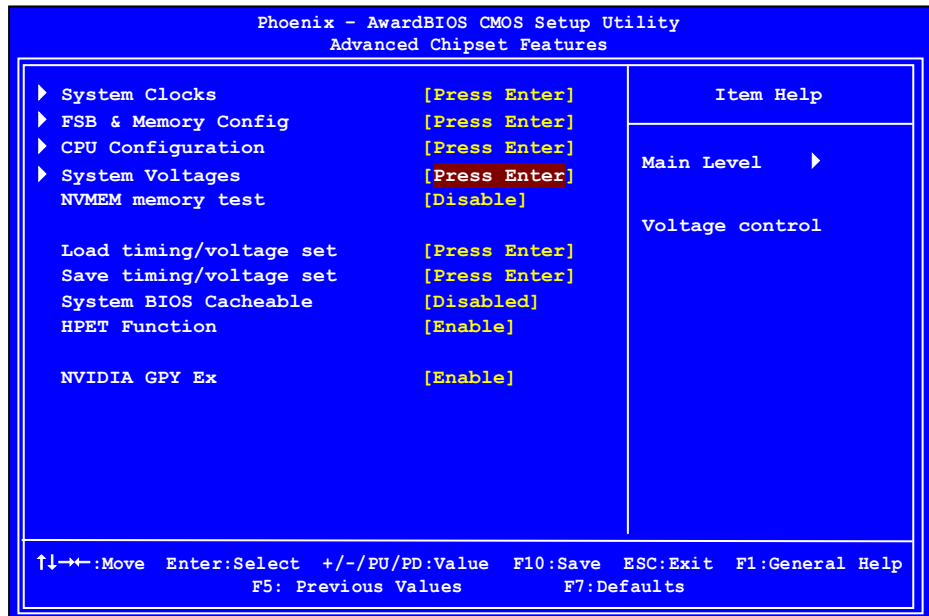 Phoenix – AwardBIOS CMOS Setup Utility
Advanced Chipset Features
System Clocks [Press Enter]
FSB & Memory Config [Press Enter]
CPU Configuration [Press Enter]
System Voltages [Press Enter]
NVMEM memory test [Disable]
Load timing/voltage set [Press Enter]
Save timing/voltage set [Press Enter]
System BIOS Cacheable [Disabled]
HPET Function [Enable]
NVIDIA GPY Ex [Enable]
Item Help
Main Level
Voltage control
↑↓→←:Move Enter:Select +/-/PU/PD:Value F10:Save ESC:Exit F1:General Help
F5: Previous Values F7:Defaults